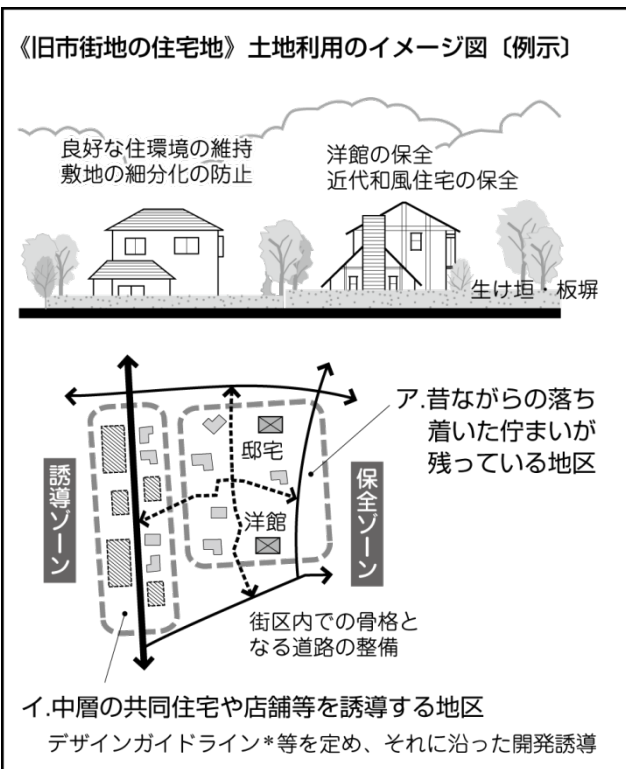 《旧市街地の住宅地》土地利用のイメージ図〔例示〕
良好な住環境の維持
敷地の細分化の防止
洋館の保全
近代和風住宅の保全
生け垣・板塀
ア.昔ながらの落ち
着いた佇まいが
残っている地区
邸宅
誘導ゾーン
保全ゾーン
洋館
街区内での骨格と
なる道路の整備
イ.中層の共同住宅や店舗等を誘導する地区
デザインガイドライン*等を定め、それに沿った開発誘導